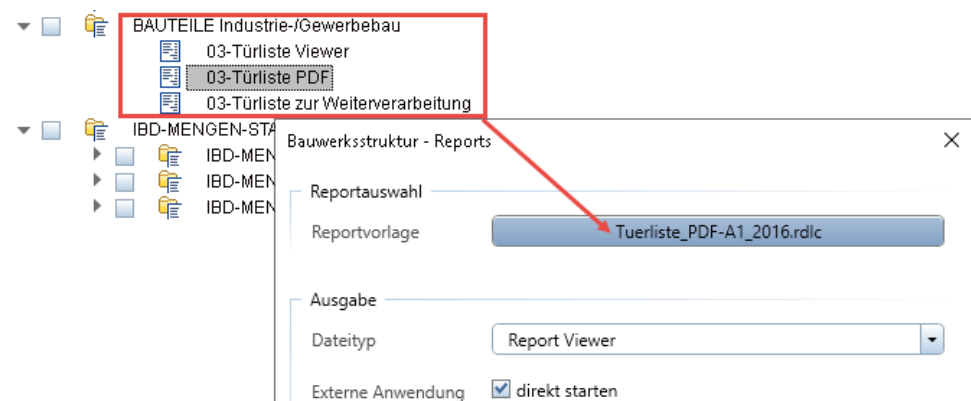 BAUTEILE Industrie-/Gewerbebau
03-Türliste Viewer
03-Türliste PDF
03-Türliste zur Weiterverarbeitung
IBD-MENGEN-STA
IBD-MEN
IBD-MEN
IBD-MEN
Bauwerksstruktur - Reports
Reportauswahl
Reportvorlage Tuerliste_PDF-A1_2016.rdlc
Ausgabe
Dateityp Report Viewer
Externe Anwendung direkt starten